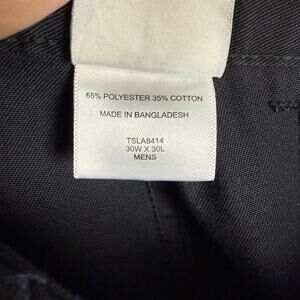 65% POLYESTER 35% COTTON
MADE IN BANGLADESH
TSLA8414
30W X 30L
MENS